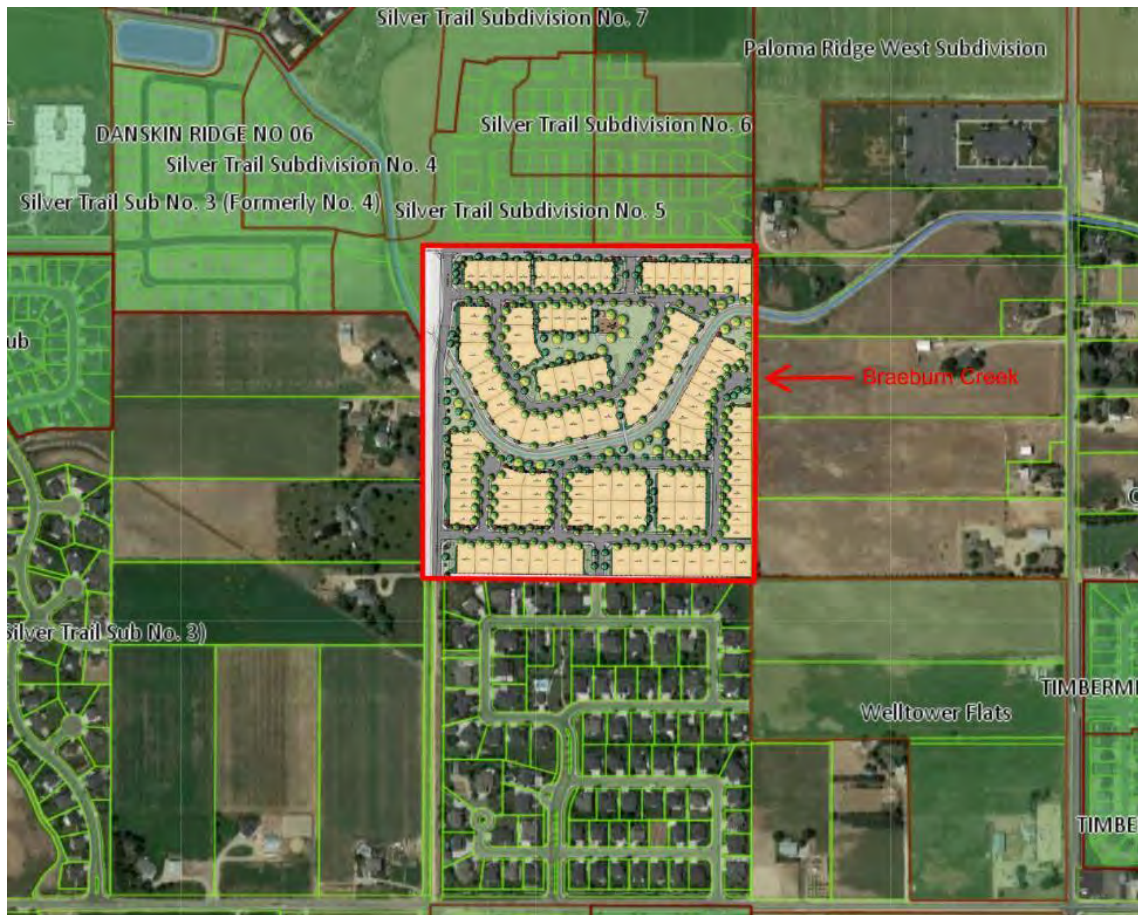 Silver Trail Subdivision No. 7
Paloma Ridge West Subdivision
DANSKIN RIDGE NO 06
Silver Trail Subdivision No. 6
Silver Trail Subdivision No. 4
Silver Trail Sub No. 3 (Formerly No. 4)
Silver Trail Subdivision No. 5
ub
Braeburn Creek
Silver Trail Sub No. 3)
TIMBERM
Welltower Flats
TIMBE